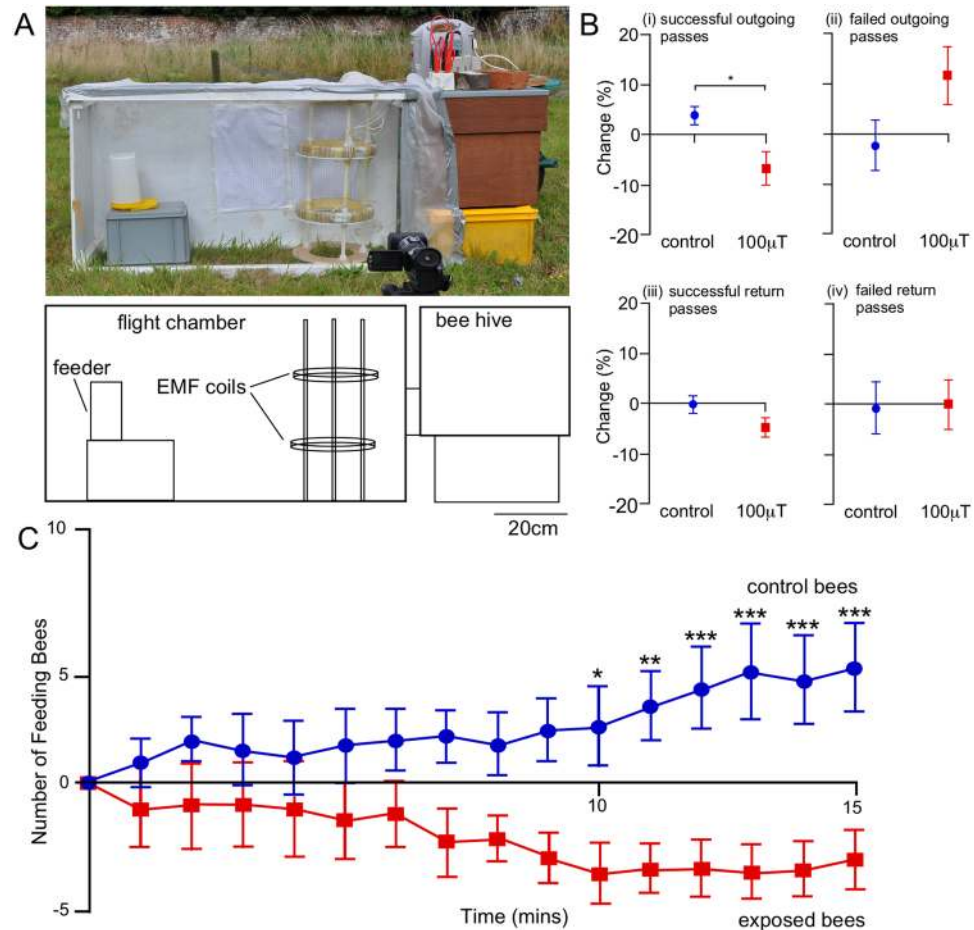 A
flight chamber
bee hive
feeder
EMF coils
20cm
B
(i) successful outgoing
passes
20
10
0
-10
-20
Change (%)
*
control
100μT
(ii) failed outgoing
passes
control
100μT
(iii) successful return
passes
20
10
0
-10
-20
Change (%)
control
100μT
(iv) failed return
passes
control
100μT
C
10
5
0
-5
Number of Feeding Bees
control bees
* ** *** *** *** ***
10
15
Time (mins)
exposed bees